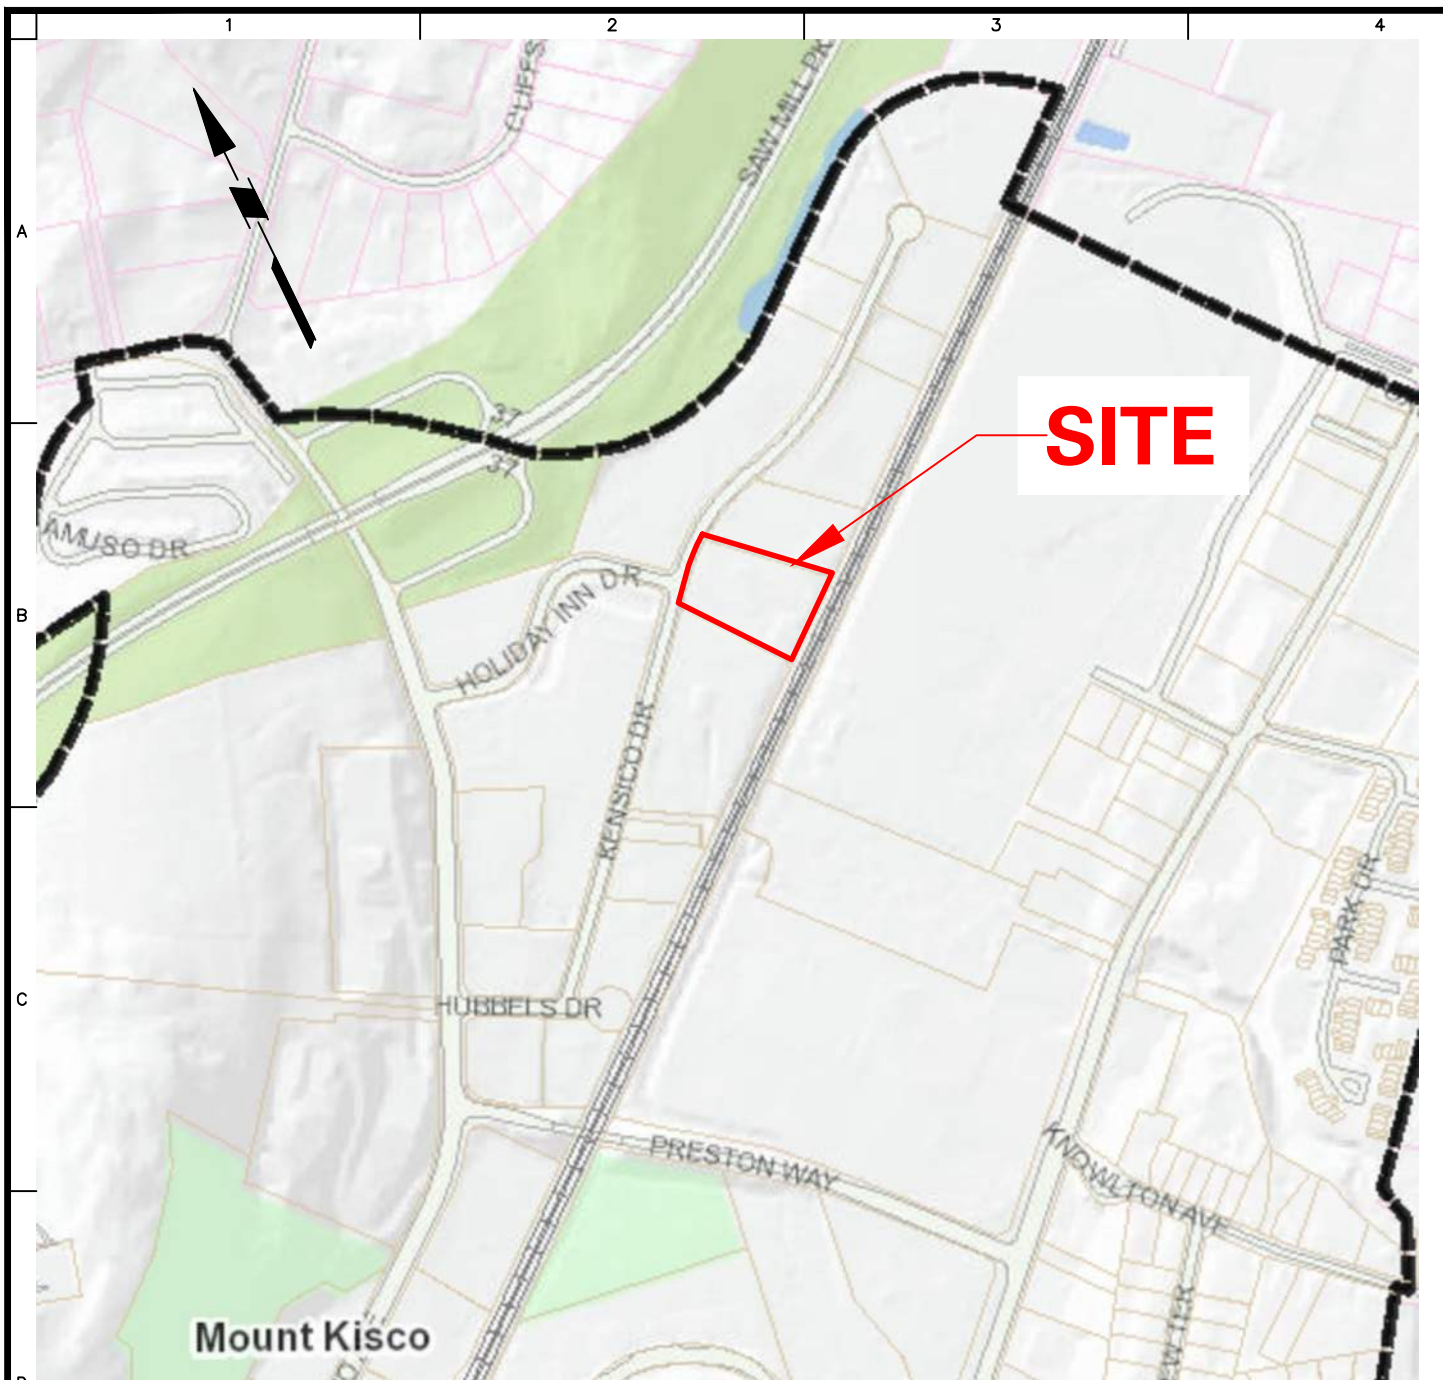 1
2
3
4
CLIFFS
SAW MILL PK
A
37
SITE
37
AMUSO DR
B
HOLIDAY INN DR
KENSICO DR
PARK DR
C
HUBBELS DR
PRESTON WAY
KNOWLTON AVE
Mount Kisco